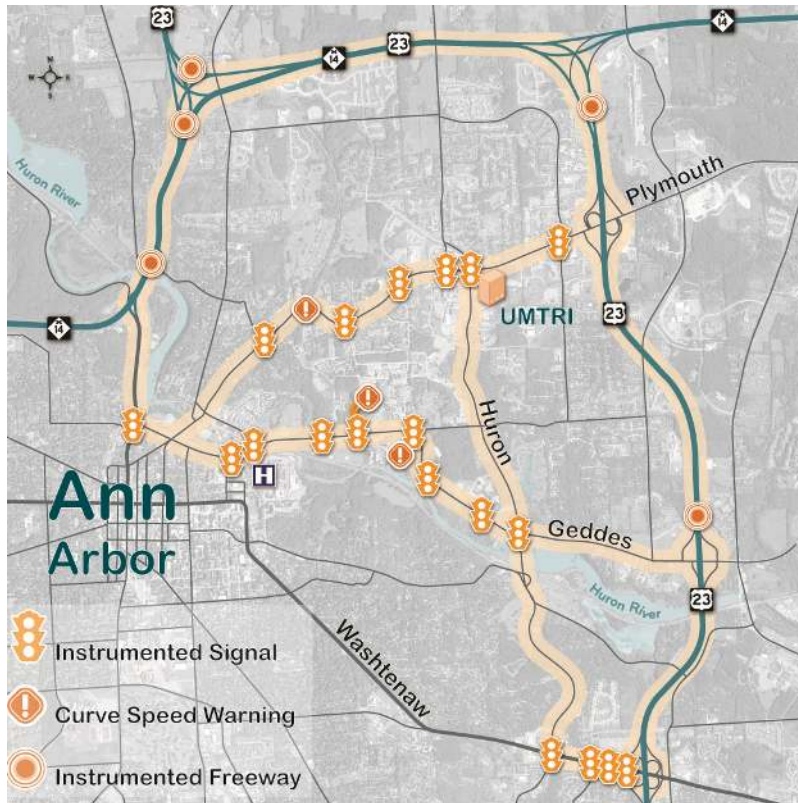 23
M
14
23
M
14
N
W
E
S
Huron River
Plymouth
M
14
UMTRI
23
Huron
Ann
Arbor
H
Geddes
Huron River
23
Washtenaw
Instrumented Signal
Curve Speed Warning
Instrumented Freeway